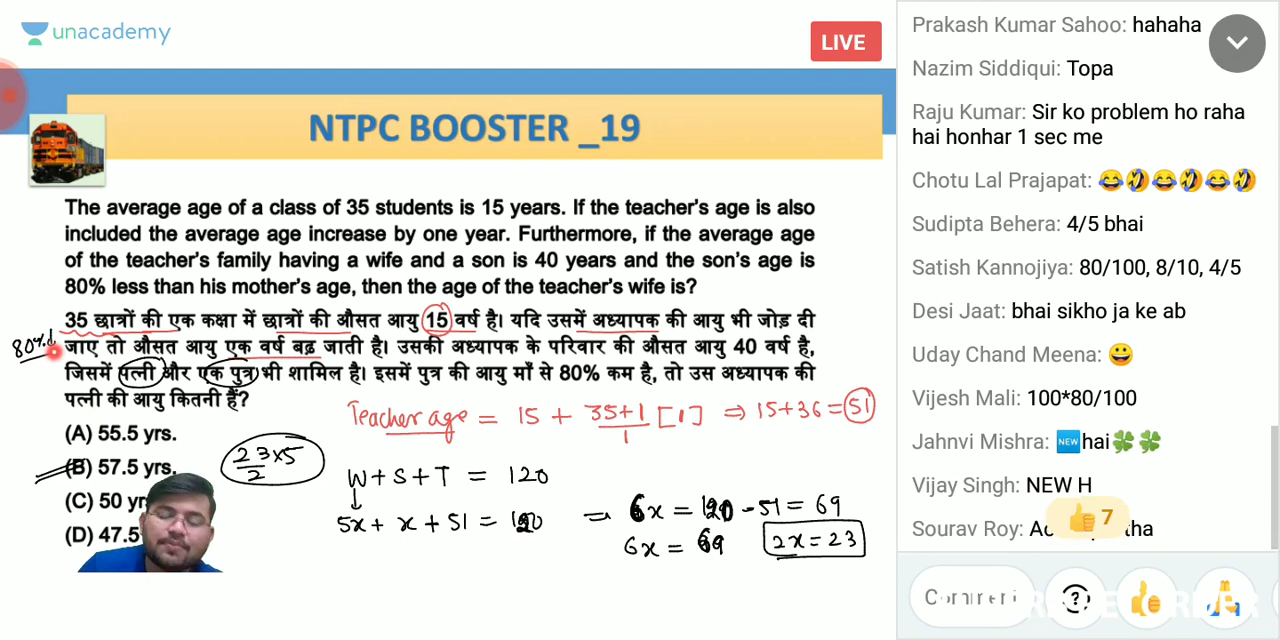 unacademy
LIVE
NTPC BOOSTER _19
The average age of a class of 35 students is 15 years. If the teacher's age is also
included the average age increase by one year. Furthermore, if the average age
of the teacher's family having a wife and a son is 40 years and the son's age is
80% less than his mother's age, then the age of the teacher's wife is?
35 छात्रों की एक कक्षा में छात्रों की औसत आयु 15 वर्ष है। यदि उसमें अध्यापक की आयु भी जोड़ दी
जाए तो औसत आयु एक वर्ष बढ़ जाती है। उसकी अध्यापक के परिवार की औसत आयु 40 वर्ष है,
जिसमें पत्नी और एक पुत्र भी शामिल है। इसमें पुत्र की आयु माँ से 80% कम है, तो उस अध्यापक की
पत्नी की आयु कितनी हैं?
80%
Teacher age = 15 + 35+1/1 [1] ⇒ 15+36 = 51
(A) 55.5 yrs.
(B) 57.5 yrs.
(C) 50 yr
(D) 47.5
23/2 × 5
W + S + T = 120
5x + x + 51 = 120
⇒ 6x = 120 - 51 = 69
6x = 69
2x = 23
Prakash Kumar Sahoo: hahaha
Nazim Siddiqui: Topa
Raju Kumar: Sir ko problem ho raha
hai honhar 1 sec me
Chotu Lal Prajapat: 😂🤣😂🤣😂🤣
Sudipta Behera: 4/5 bhai
Satish Kannojiya: 80/100, 8/10, 4/5
Desi Jaat: bhai sikho ja ke ab
Uday Chand Meena: 😀
Vijesh Mali: 100*80/100
Jahnvi Mishra: 🆕hai🍀🍀
Vijay Singh: NEW H
Sourav Roy:
7
Comment